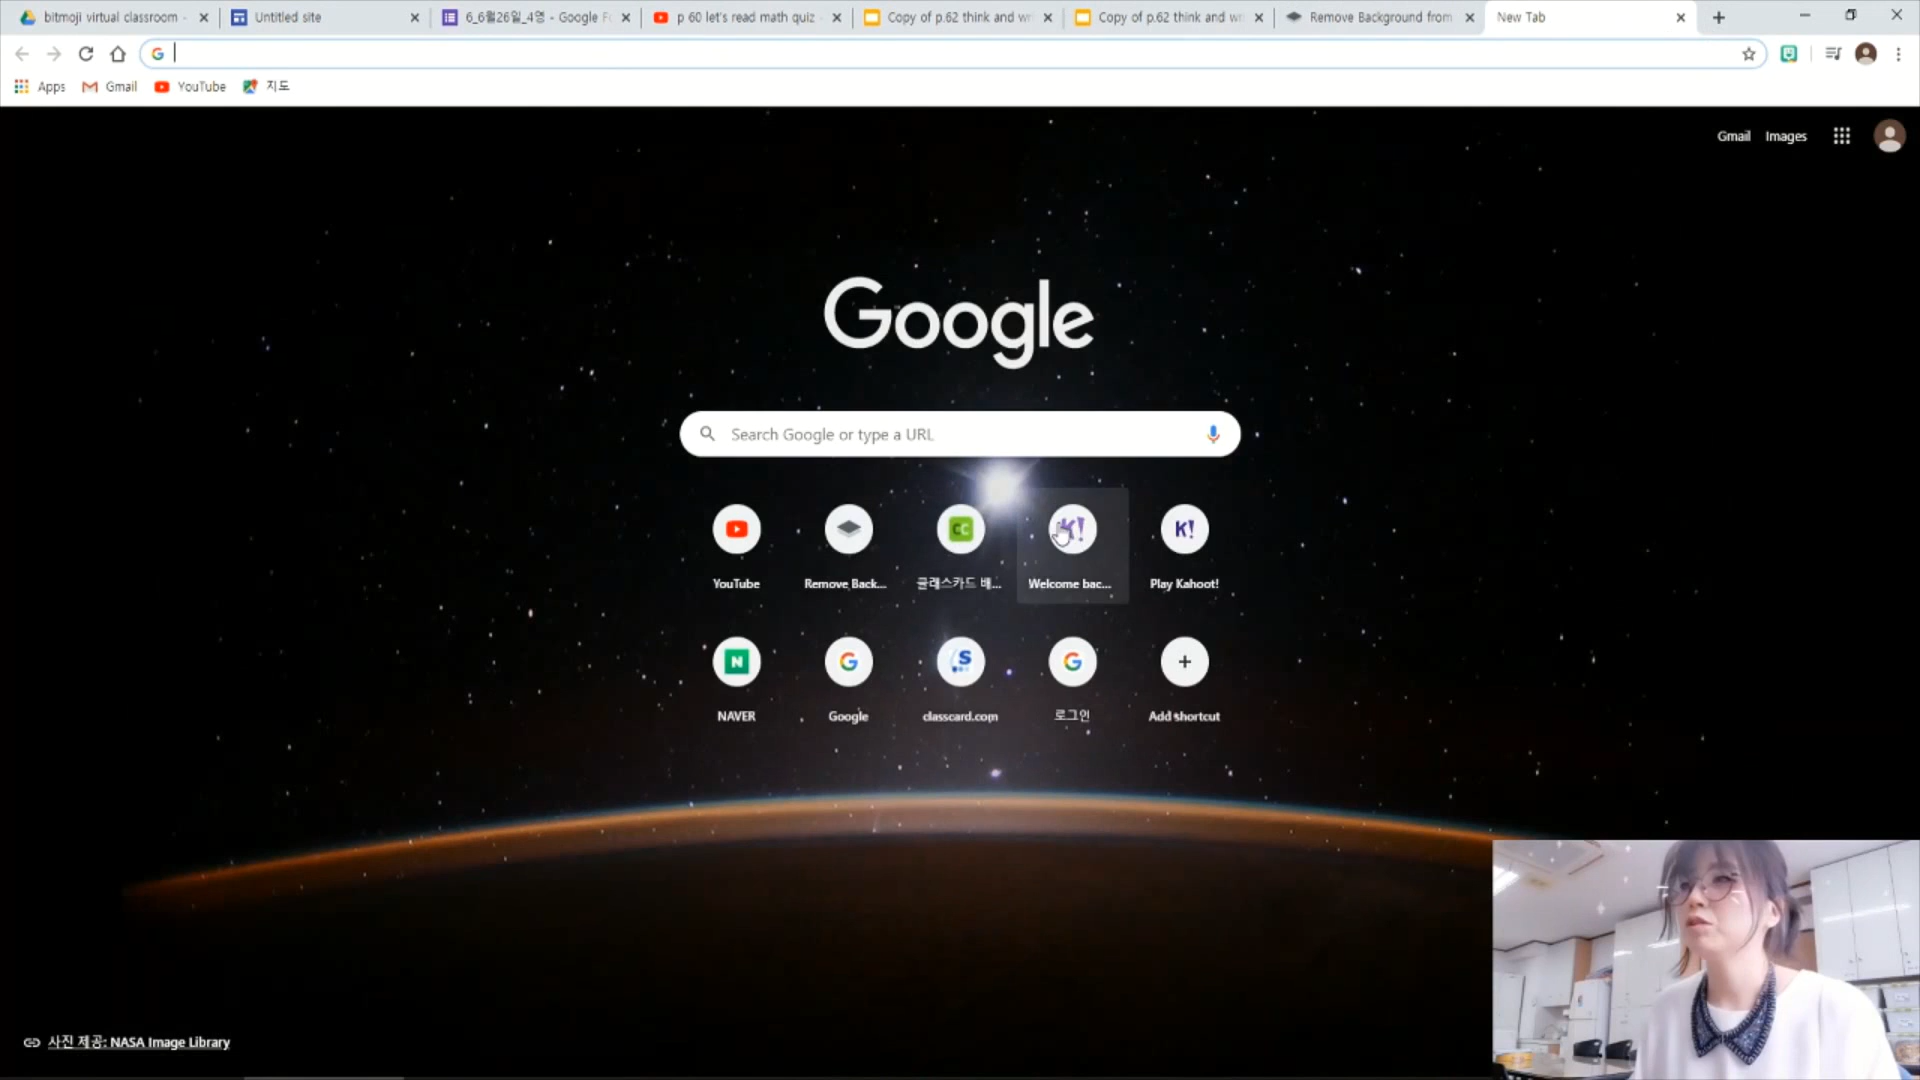 bitmoji virtual classroom -
Untitled site
6_6월26일_4명 - Google Fo
p 60 let's read math quiz -
Copy of p.62 think and wr
Copy of p.62 think and wr
Remove Background from
New Tab
Apps
Gmail
YouTube
지도
Gmail
Images
Google
Search Google or type a URL
YouTube
Remove Back...
클래스카드 배...
Welcome bac...
Play Kahoot!
NAVER
Google
classcard.com
로그인
Add shortcut
사진 제공: NASA Image Library